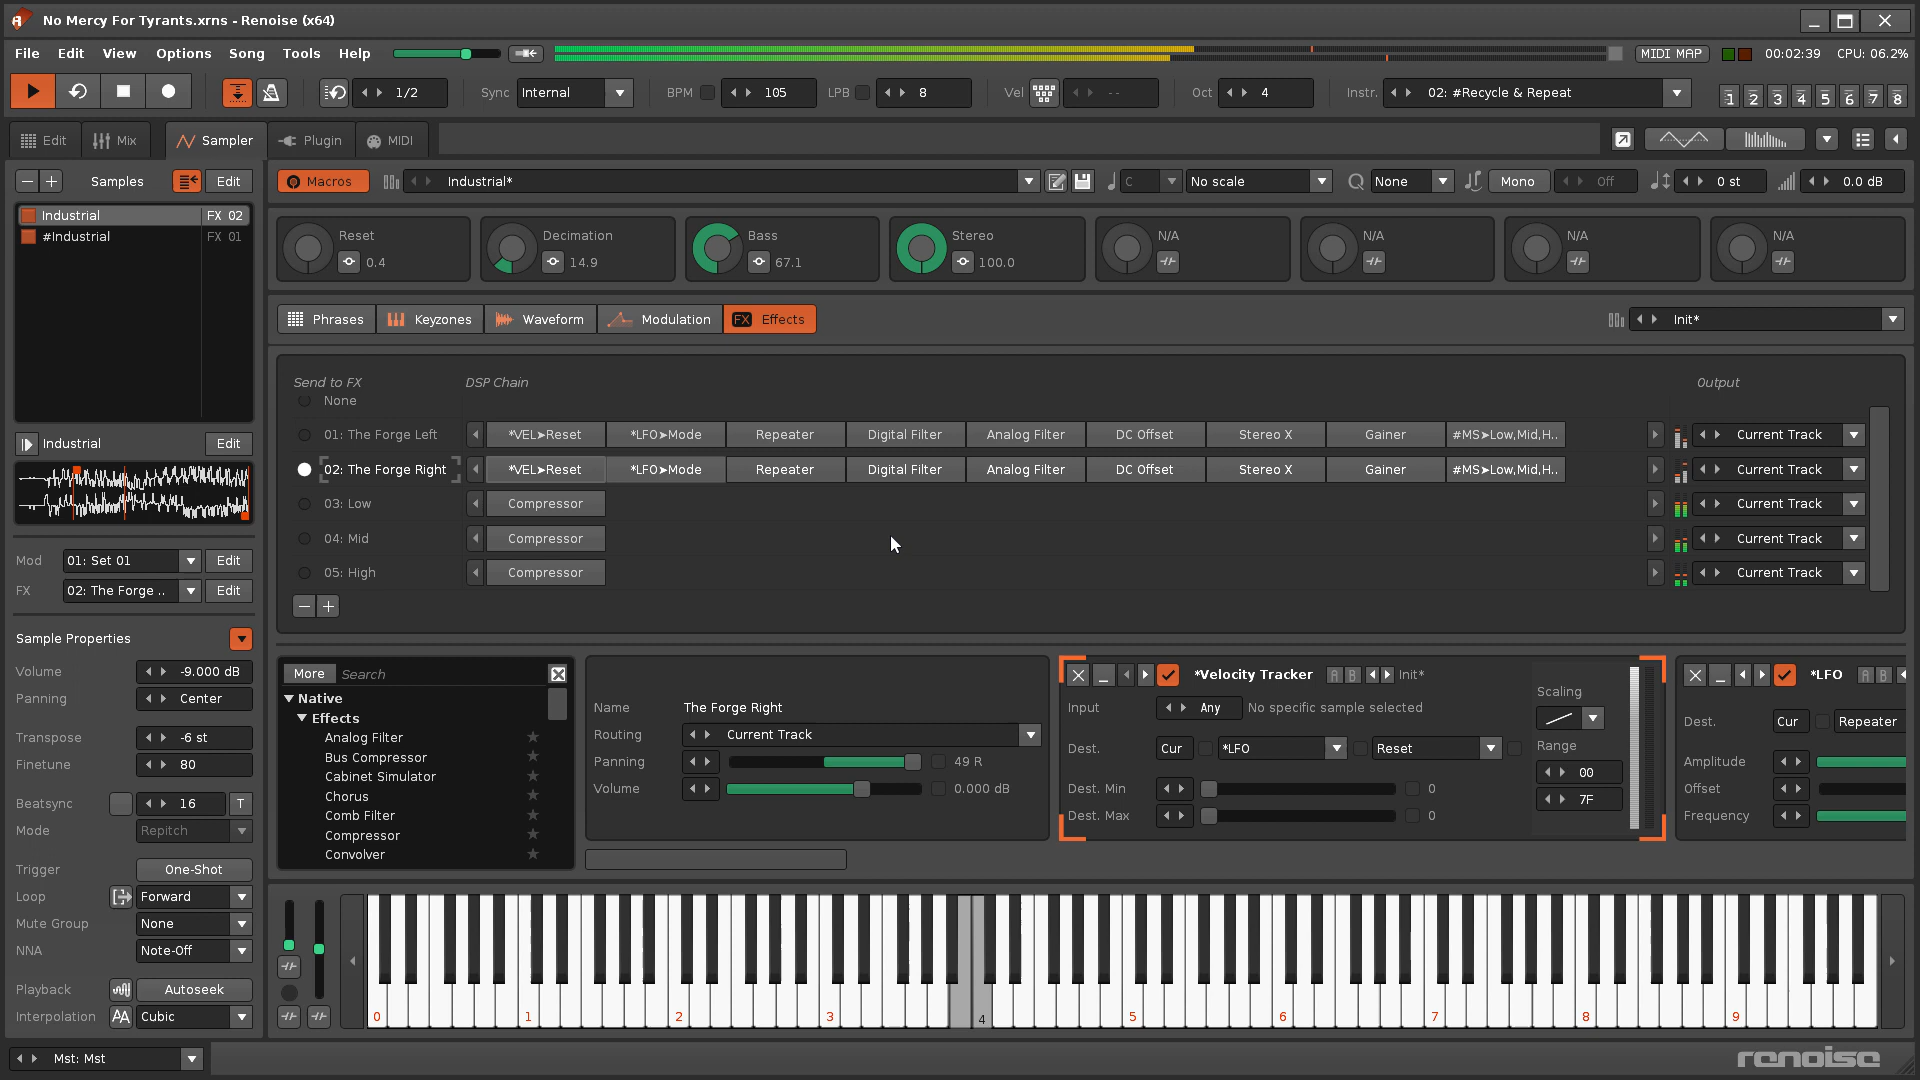 No Mercy For Tyrants.xrns - Renoise (x64)
File Edit View Options Song Tools Help
MIDI MAP 00:02:39 CPU: 06.2%
1/2 Sync Internal BPM 105 LPB 8 Vel -- Oct 4 Instr. 02: #Recycle & Repeat 1 2 3 4 5 6 7 8
Edit Mix Sampler Plugin MIDI
Samples Edit
Macros Industrial* C No scale None Mono Off 0 st 0.0 dB
Industrial FX 02
#Industrial FX 01
Reset 0.4
Decimation 14.9
Bass 67.1
Stereo 100.0
N/A
N/A
N/A
N/A
Phrases Keyzones Waveform Modulation FX Effects Init*
Send to FX DSP Chain Output
None
01: The Forge Left *VEL➤Reset *LFO➤Mode Repeater Digital Filter Analog Filter DC Offset Stereo X Gainer #MS➤Low,Mid,H.. Current Track
02: The Forge Right *VEL➤Reset *LFO➤Mode Repeater Digital Filter Analog Filter DC Offset Stereo X Gainer #MS➤Low,Mid,H.. Current Track
03: Low Compressor Current Track
04: Mid Compressor Current Track
05: High Compressor Current Track
Industrial Edit
Mod 01: Set 01 Edit
FX 02: The Forge .. Edit
Sample Properties
Volume -9.000 dB
Panning Center
Transpose -6 st
Finetune 80
Beatsync 16 T
Mode Repitch
Trigger One-Shot
Loop Forward
Mute Group None
NNA Note-Off
Playback Autoseek
Interpolation AA Cubic
More Search
Native
Effects
Analog Filter
Bus Compressor
Cabinet Simulator
Chorus
Comb Filter
Compressor
Convolver
Name The Forge Right
Routing Current Track
Panning 49 R
Volume 0.000 dB
*Velocity Tracker A B Init*
Input Any No specific sample selected
Dest. Cur *LFO Reset
Dest. Min 0
Dest. Max 0
Scaling
Range
00
7F
*LFO A B
Dest. Cur Repeater
Amplitude
Offset
Frequency
0 1 2 3 4 5 6 7 8 9
Mst: Mst
renoise